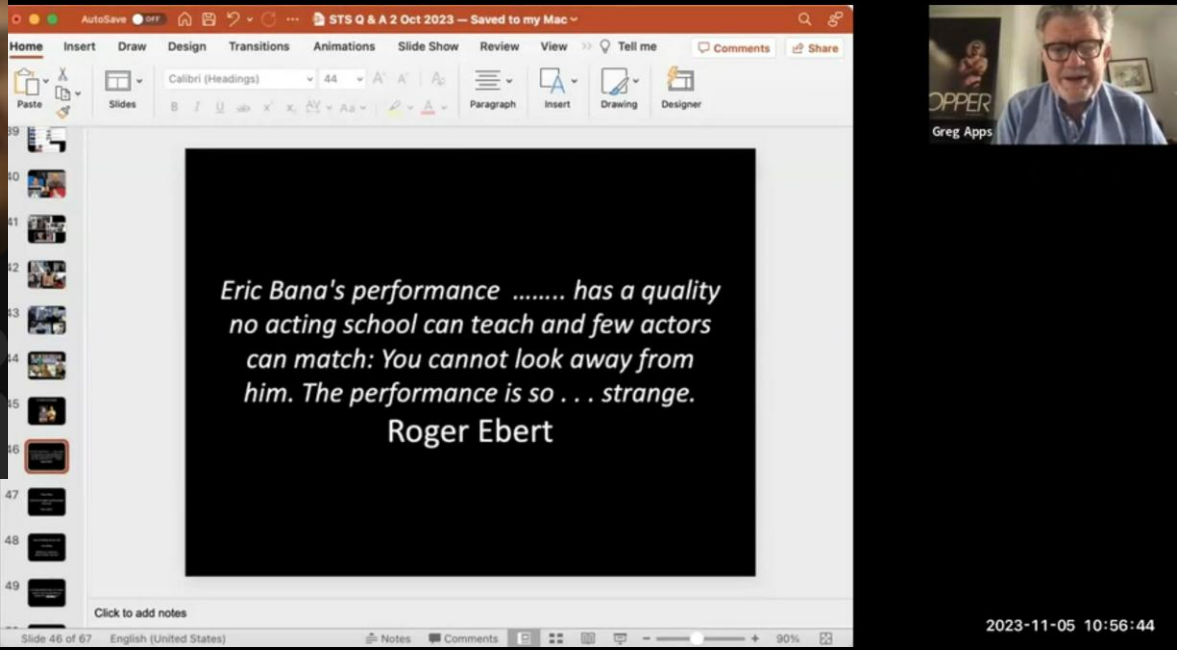 AutoSave OFF
STS Q & A 2 Oct 2023 — Saved to my Mac
Home Insert Draw Design Transitions Animations Slide Show Review View Tell me Comments Share
Calibri (Headings) 44
Paste Slides Paragraph Insert Drawing Designer
Eric Bana's performance ........ has a quality
no acting school can teach and few actors
can match: You cannot look away from
him. The performance is so . . . strange.
Roger Ebert
47
48
49
Click to add notes
Slide 46 of 67 English (United States) Notes Comments 90%
OPPER
Greg Apps
2023-11-05 10:56:44